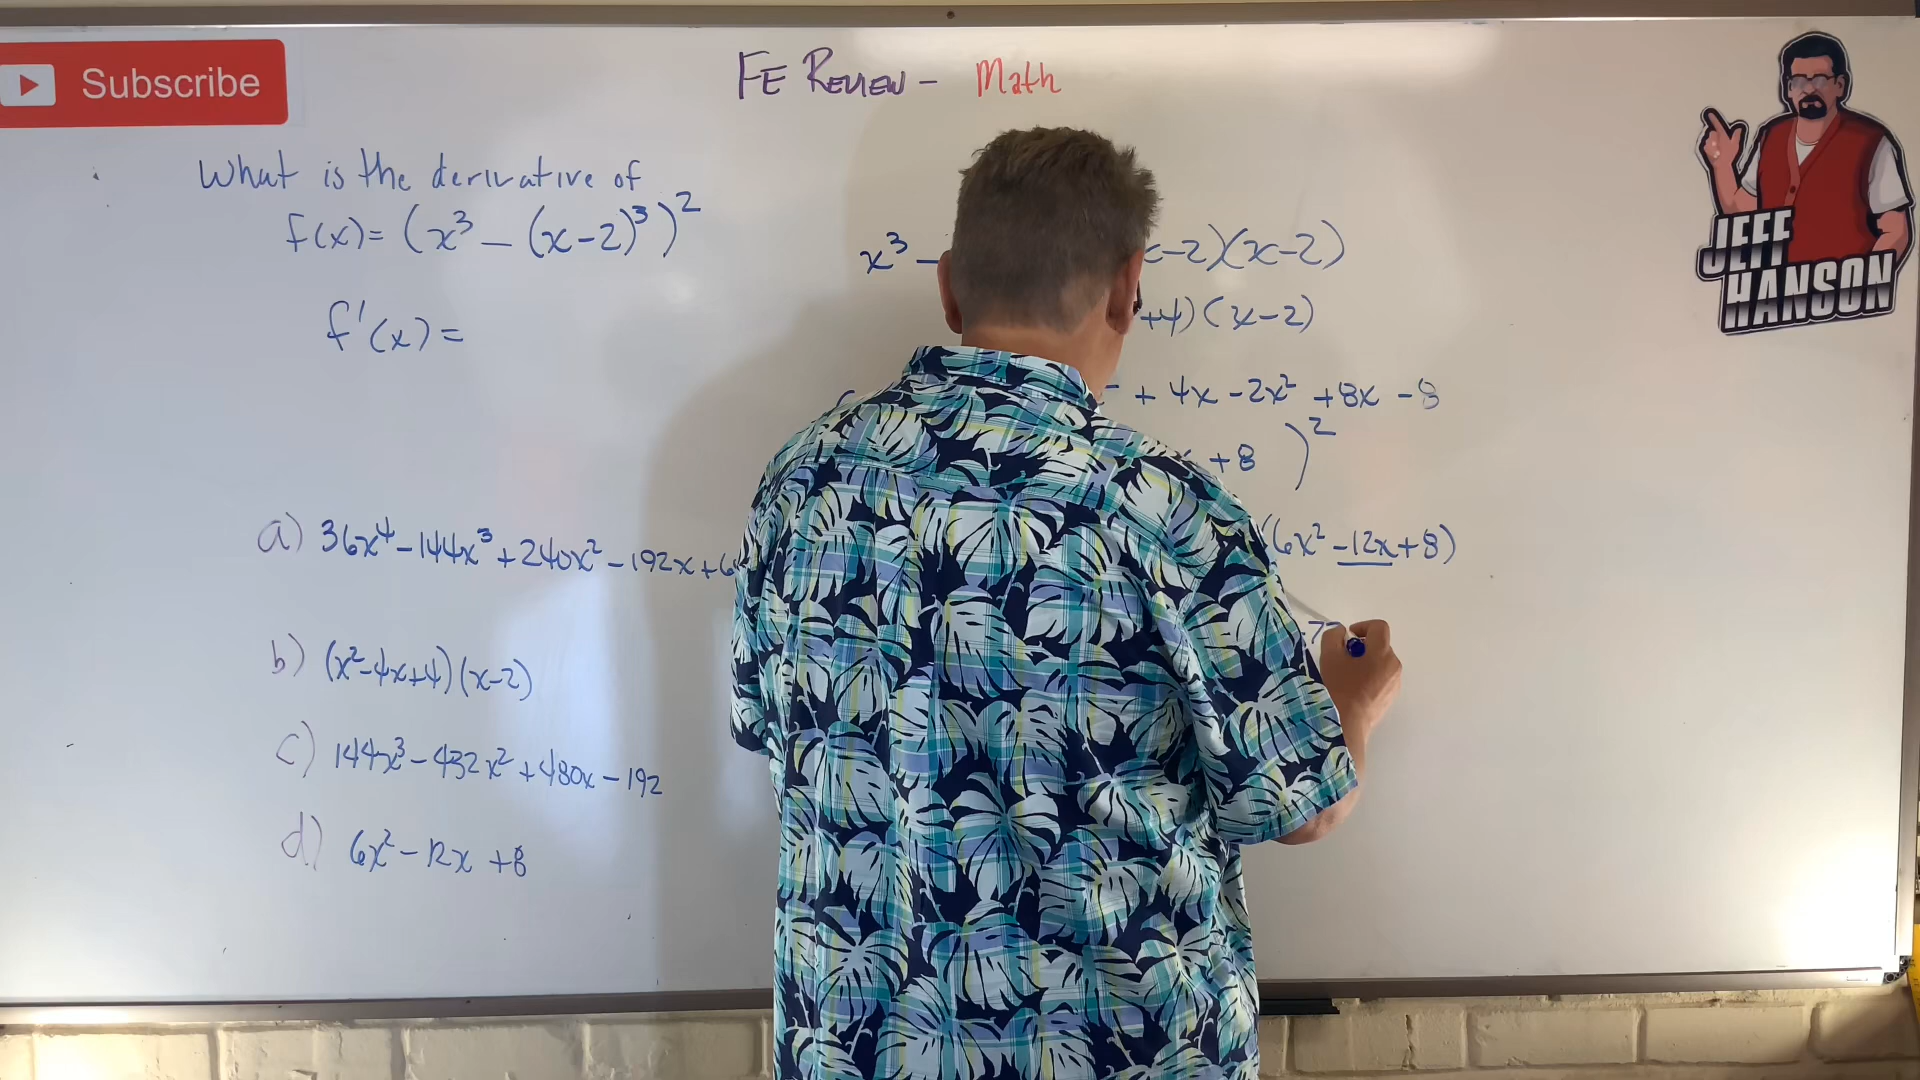 Subscribe
FE REVIEW - Math
What is the derivative of
f(x)= (x³ - (x-2)³)²
x³ - x-2)(x-2)
f'(x) =
+4)(x-2)
+ 4x -2x² +8x -8
+8 )²
(6x² -12x +8)
a) 36x⁴ -144x³ +240x² -192x +6
b) (x²-4x+4)(x-2)
c) 144x³ - 432x² +480x -192
d) 6x² -12x +8
JEFF
HANSON